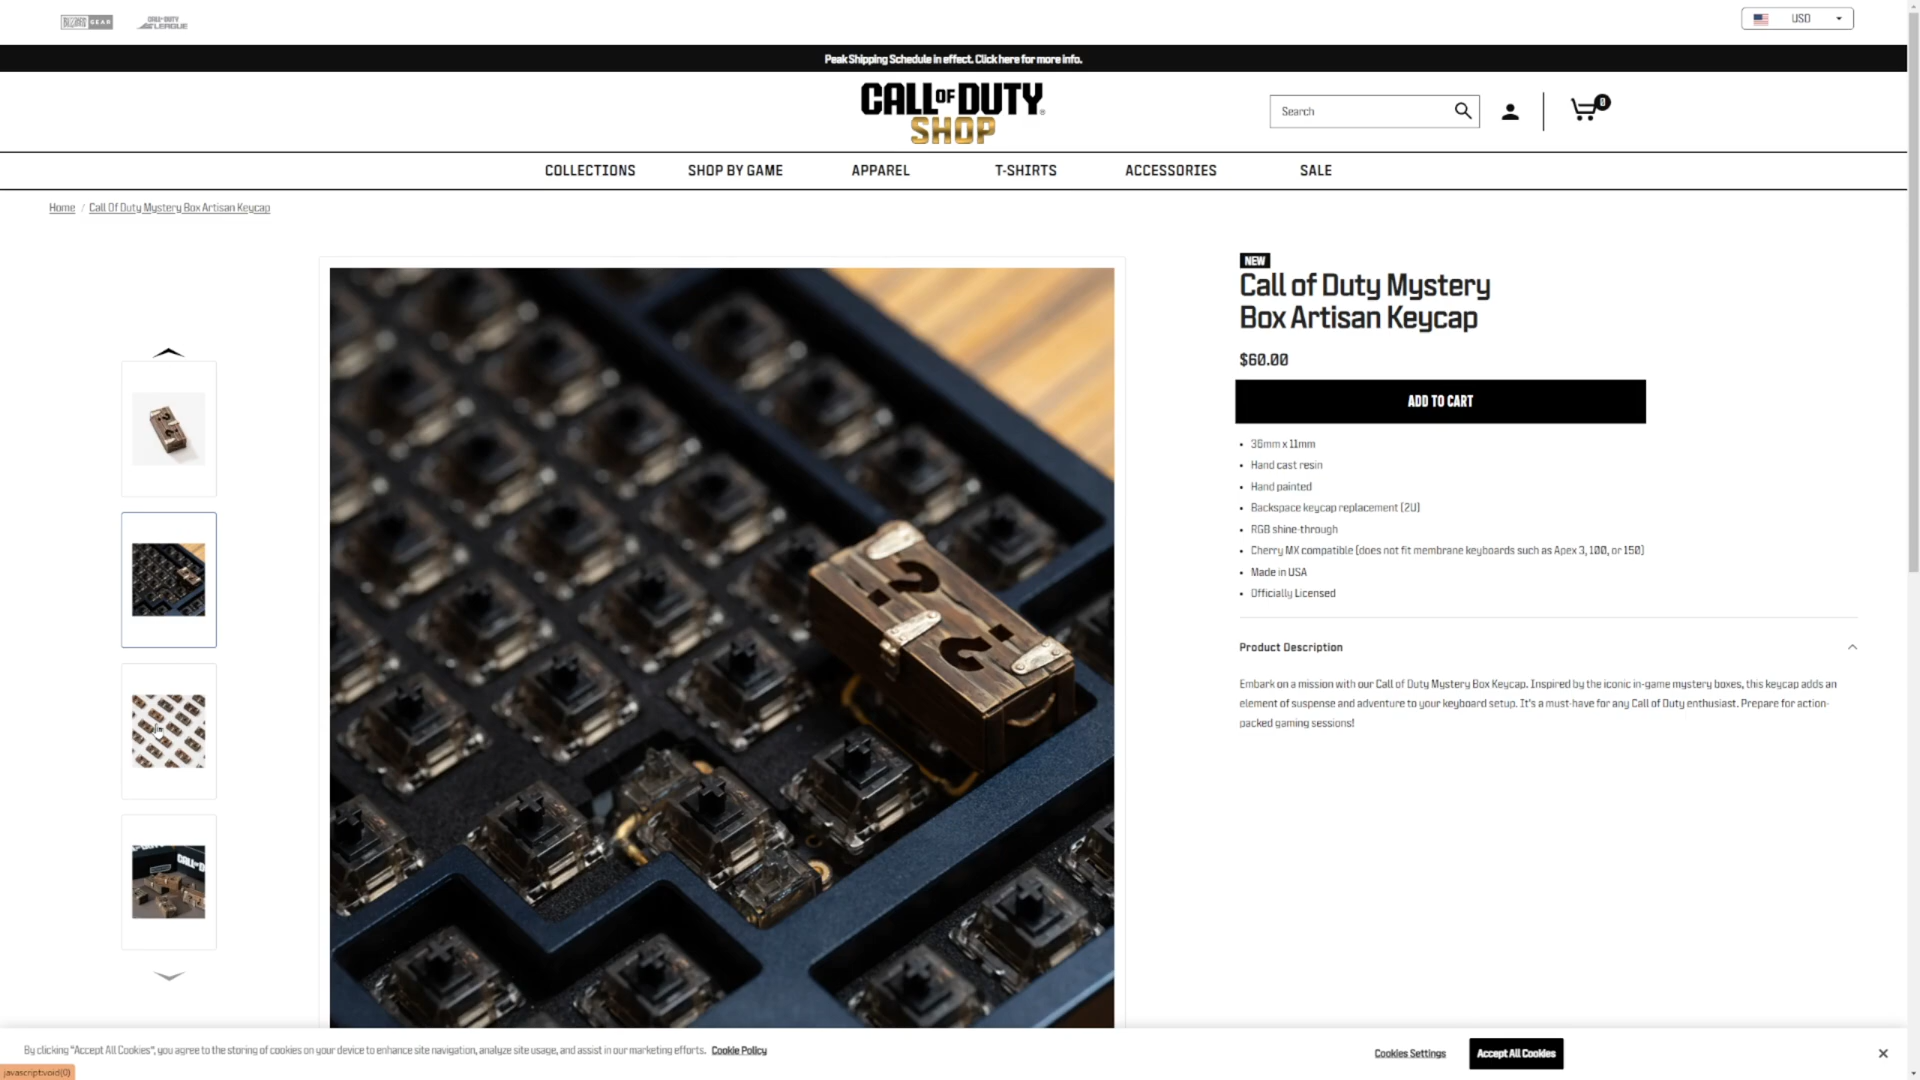 BLIZZARD GEAR
CALL OF DUTY LEAGUE
USD
Peak Shipping Schedule in effect. Click here for more info.
CALL OF DUTY
SHOP
Search
0
COLLECTIONS
SHOP BY GAME
APPAREL
T-SHIRTS
ACCESSORIES
SALE
Home / Call Of Duty Mystery Box Artisan Keycap
NEW
Call of Duty Mystery
Box Artisan Keycap
$60.00
ADD TO CART
• 36mm x 11mm
• Hand cast resin
• Hand painted
• Backspace keycap replacement (2U)
• RGB shine-through
• Cherry MX compatible (does not fit membrane keyboards such as Apex 3, 100, or 150)
• Made in USA
• Officially Licensed
Product Description
Embark on a mission with our Call of Duty Mystery Box Keycap. Inspired by the iconic in-game mystery boxes, this keycap adds an
element of suspense and adventure to your keyboard setup. It's a must-have for any Call of Duty enthusiast. Prepare for action-
packed gaming sessions!
? ?
CALL OF D
By clicking "Accept All Cookies", you agree to the storing of cookies on your device to enhance site navigation, analyze site usage, and assist in our marketing efforts. Cookie Policy
Cookies Settings
Accept All Cookies
javascript:void(0)